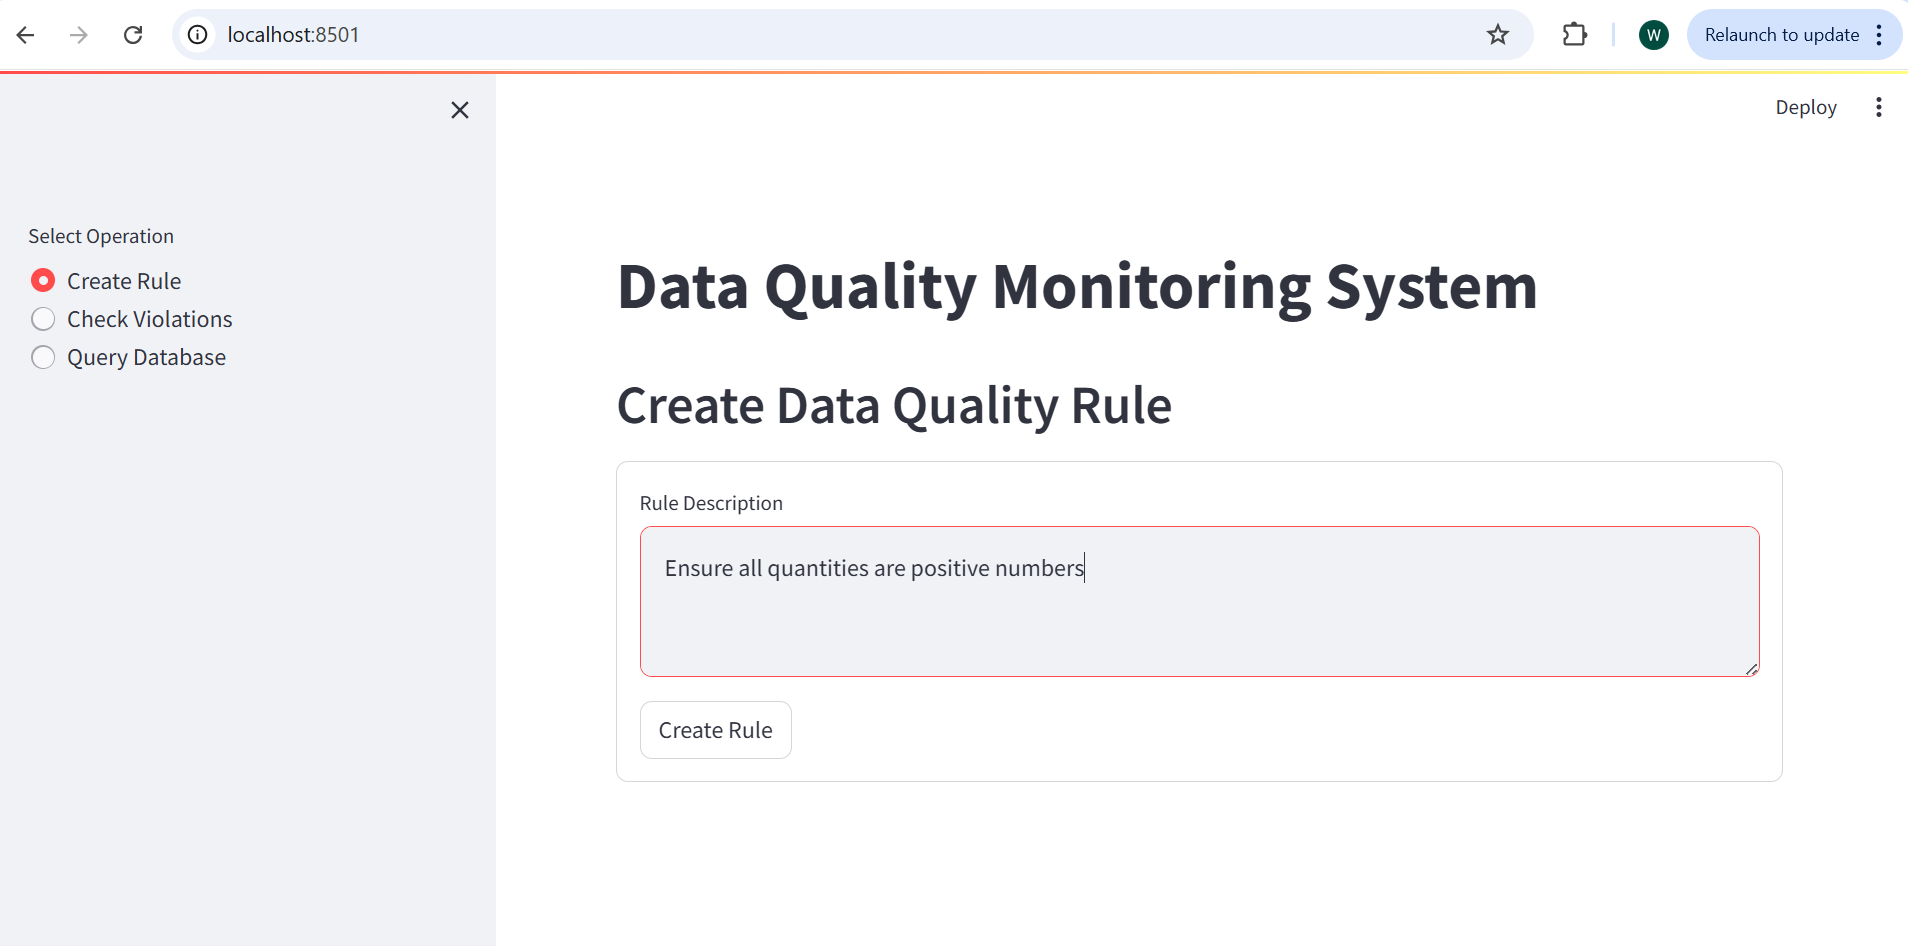 localhost:8501
W
Relaunch to update
Deploy
Select Operation
Create Rule
Check Violations
Query Database
Data Quality Monitoring System
Create Data Quality Rule
Rule Description
Ensure all quantities are positive numbers
Create Rule